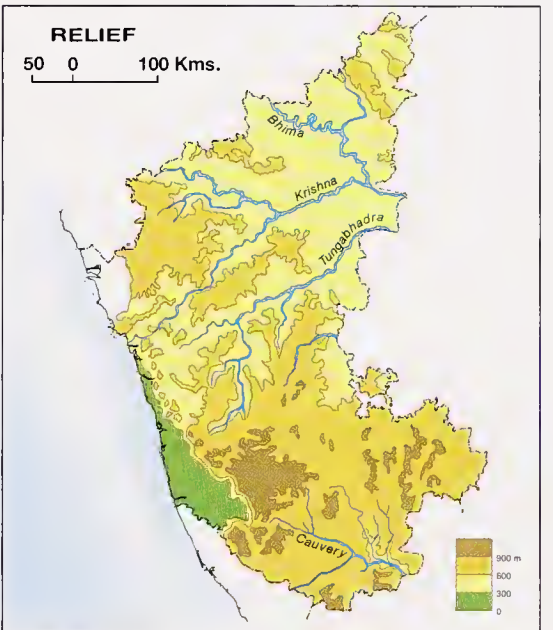 RELIEF
50 0 100 Kms.
Bhima
Krishna
Tungabhadra
Cauvery
900 m
600
300
0